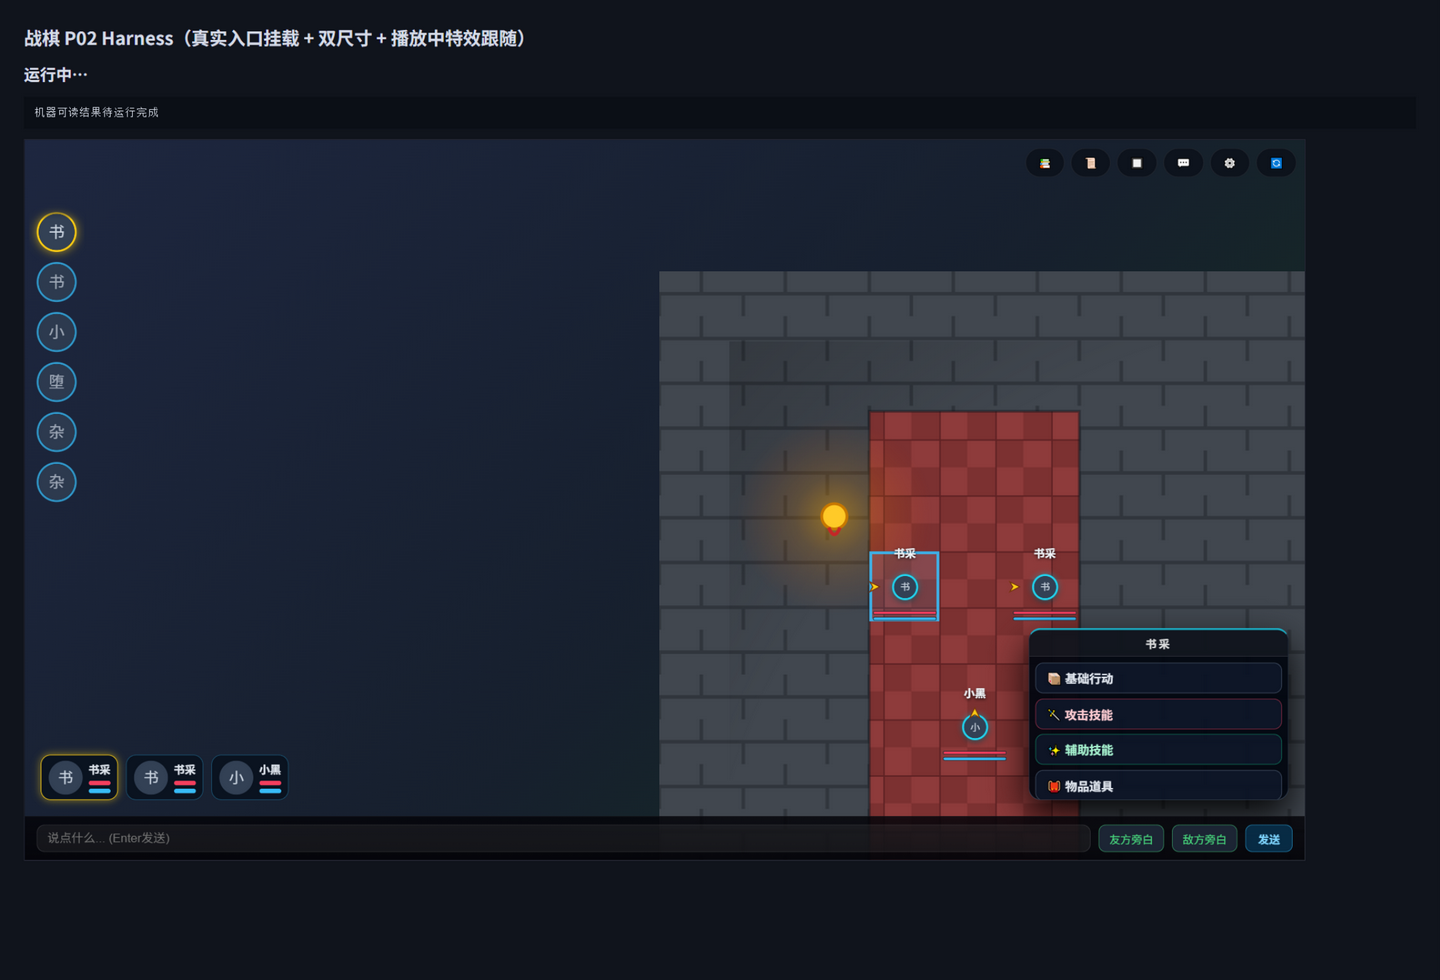 战棋 P02 Harness（真实入口挂载 + 双尺寸 + 播放中特效跟随）
运行中…
机器可读结果待运行完成
书
书
小
堕
杂
杂
书采
书
书采
书
小黑
小
书采
基础行动
攻击技能
辅助技能
物品道具
书 书采
书 书采
小 小黑
说点什么... (Enter发送)
友方旁白
敌方旁白
发送